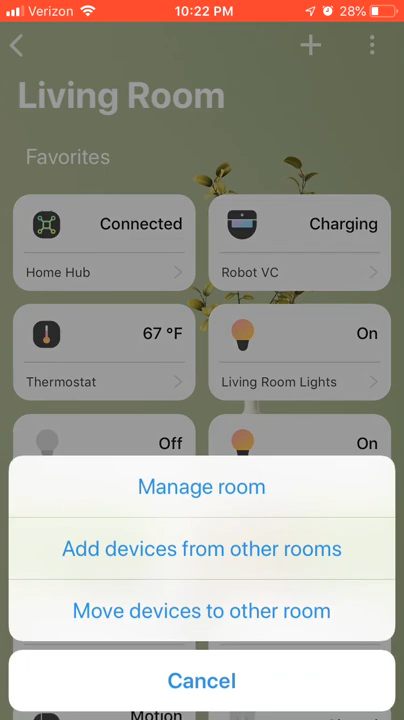 Verizon 10:22 PM 28%
Living Room
Favorites
Connected Charging
Home Hub Robot VC
67 °F On
Thermostat Living Room Lights
Off On
Manage room
Add devices from other rooms
Move devices to other room
Cancel
Motion